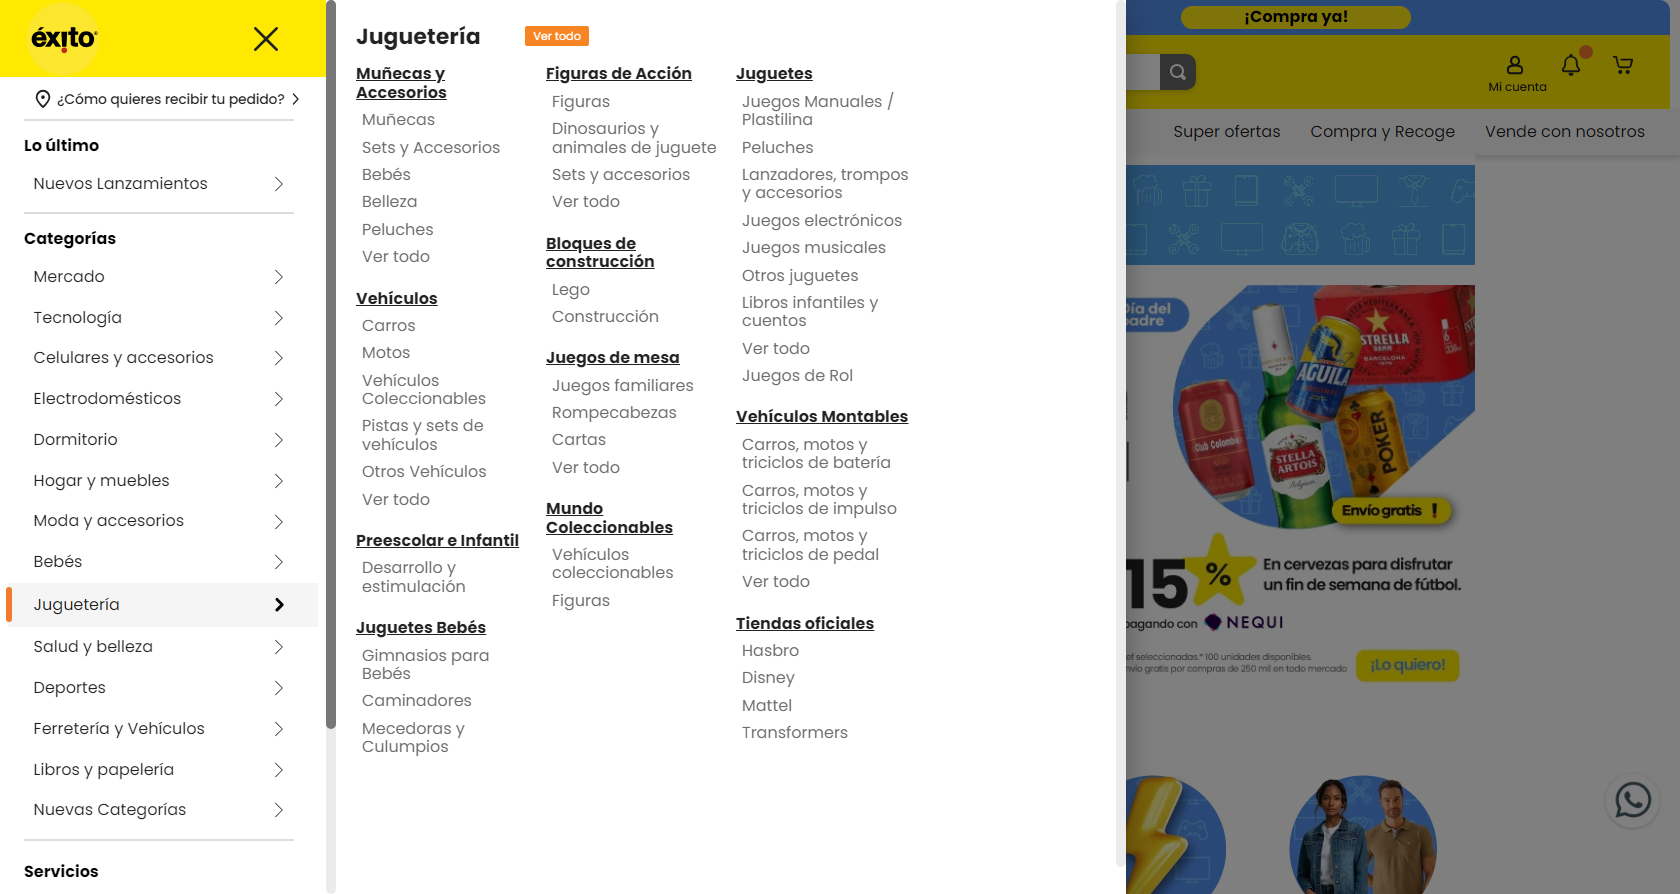 éxito
¿Cómo quieres recibir tu pedido?
Lo último
Nuevos Lanzamientos
Categorías
Mercado
Tecnología
Celulares y accesorios
Electrodomésticos
Dormitorio
Hogar y muebles
Moda y accesorios
Bebés
Juguetería
Salud y belleza
Deportes
Ferretería y Vehículos
Libros y papelería
Nuevas Categorías
Servicios
Juguetería
Ver todo
Muñecas y
Accesorios
Muñecas
Sets y Accesorios
Bebés
Belleza
Peluches
Ver todo
Vehículos
Carros
Motos
Vehículos
Coleccionables
Pistas y sets de
vehículos
Otros Vehículos
Ver todo
Preescolar e Infantil
Desarrollo y
estimulación
Juguetes Bebés
Gimnasios para
Bebés
Caminadores
Mecedoras y
Culumpios
Figuras de Acción
Figuras
Dinosaurios y
animales de juguete
Sets y accesorios
Ver todo
Bloques de
construcción
Lego
Construcción
Juegos de mesa
Juegos familiares
Rompecabezas
Cartas
Ver todo
Mundo
Coleccionables
Vehículos
coleccionables
Figuras
Juguetes
Juegos Manuales /
Plastilina
Peluches
Lanzadores, trompos
y accesorios
Juegos electrónicos
Juegos musicales
Otros juguetes
Libros infantiles y
cuentos
Ver todo
Juegos de Rol
Vehículos Montables
Carros, motos y
triciclos de batería
Carros, motos y
triciclos de impulso
Carros, motos y
triciclos de pedal
Ver todo
Tiendas oficiales
Hasbro
Disney
Mattel
Transformers
¡Compra ya!
Mi cuenta
Super ofertas
Compra y Recoge
Vende con nosotros
Día del
padre
ESTRELLA
DAMM
BARCELONA
AGUILA
Club Colombia
STELLA
ARTOIS
Belgium
POKER
Envío gratis !
15 %
En cervezas para disfrutar
un fin de semana de fútbol.
pagando con NEQUI
ef seleccionadas.* 100 unidades disponibles.
nvío gratis por compras de 250 mil en todo mercado
¡Lo quiero!